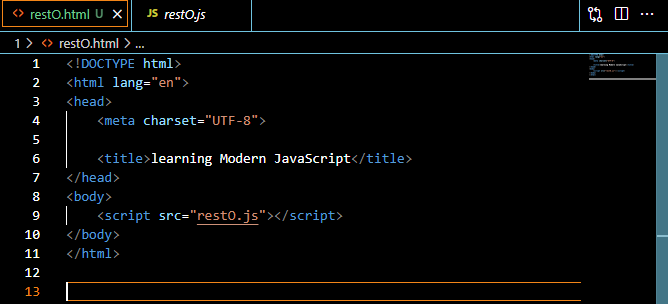 restO.html U × JS restO.js
1 > restO.html > ...
1 <!DOCTYPE html>
2 <html lang="en">
3 <head>
4     <meta charset="UTF-8">
5
6     <title>learning Modern JavaScript</title>
7 </head>
8 <body>
9     <script src="restO.js"></script>
10 </body>
11 </html>
12
13